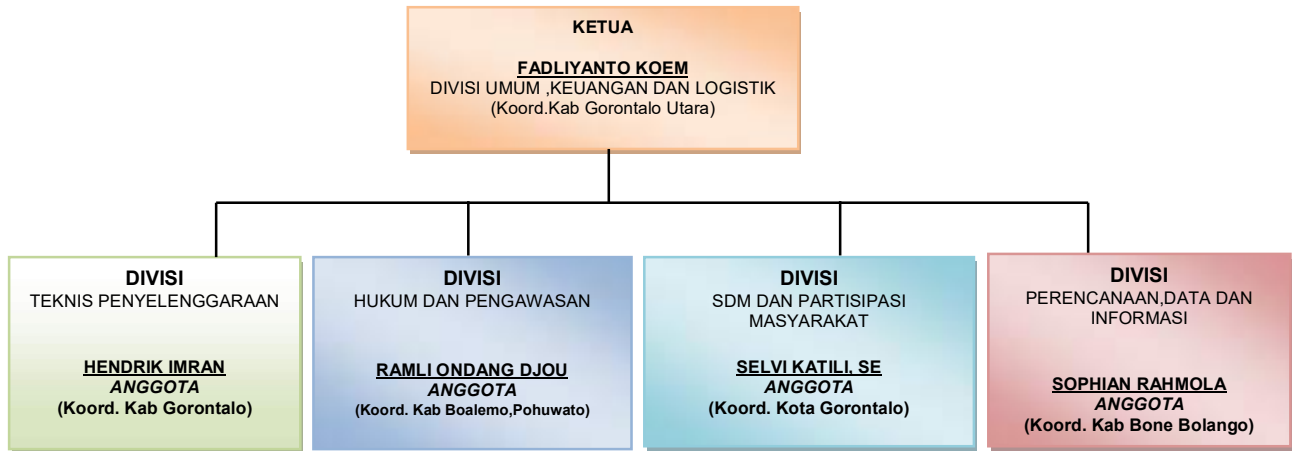 KETUA
FADLIYANTO KOEM
DIVISI UMUM ,KEUANGAN DAN LOGISTIK
(Koord.Kab Gorontalo Utara)
DIVISI
TEKNIS PENYELENGGARAAN
HENDRIK IMRAN
ANGGOTA
(Koord. Kab Gorontalo)
DIVISI
HUKUM DAN PENGAWASAN
RAMLI ONDANG DJOU
ANGGOTA
(Koord. Kab Boalemo,Pohuwato)
DIVISI
SDM DAN PARTISIPASI
MASYARAKAT
SELVI KATILI, SE
ANGGOTA
(Koord. Kota Gorontalo)
DIVISI
PERENCANAAN,DATA DAN
INFORMASI
SOPHIAN RAHMOLA
ANGGOTA
(Koord. Kab Bone Bolango)